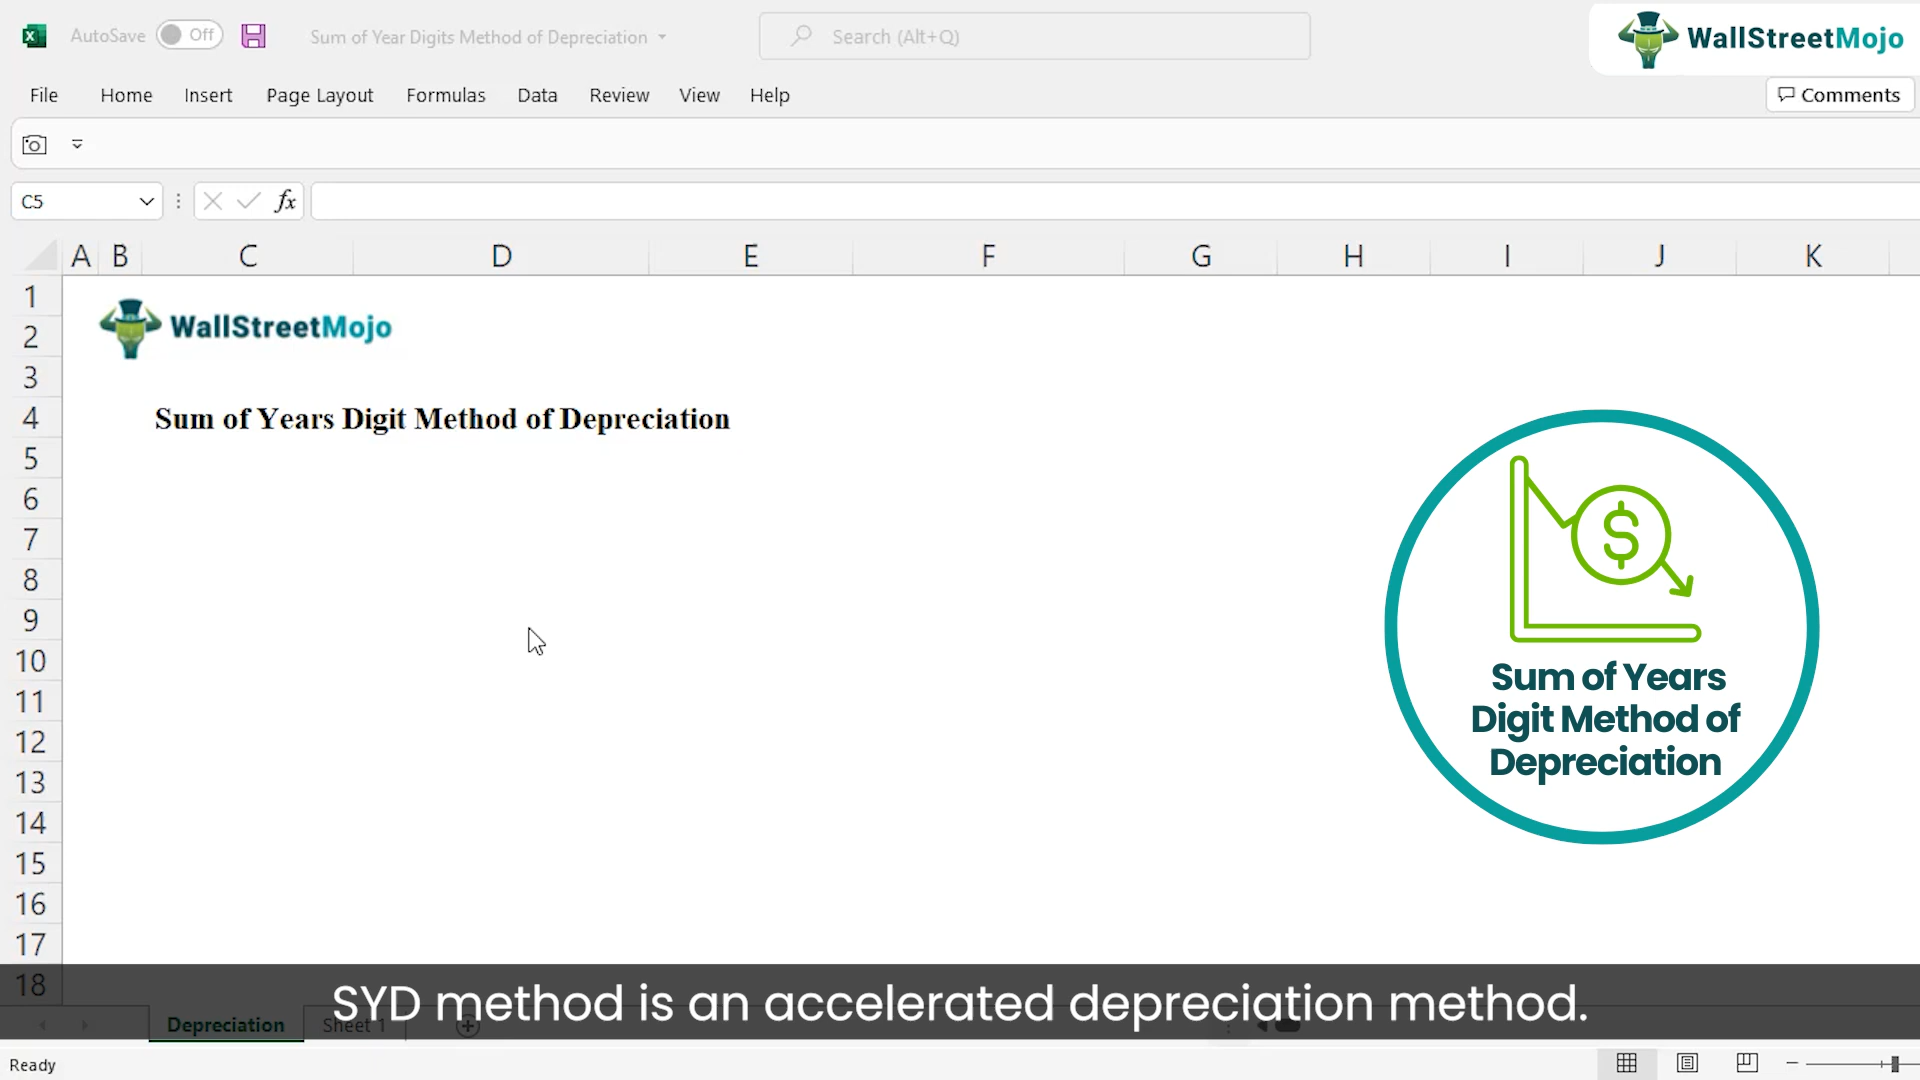 AutoSave Off Sum of Year Digits Method of Depreciation Search (Alt+Q) WallStreetMojo
File Home Insert Page Layout Formulas Data Review View Help Comments
C5 fx
A B C D E F G H I J K
1
WallStreetMojo
2
3
4 Sum of Years Digit Method of Depreciation
5
6
7
8
9
10
11
12
13
14
15
16
17
18
$
Sum of Years
Digit Method of
Depreciation
SYD method is an accelerated depreciation method.
Depreciation Sheet 1
Ready